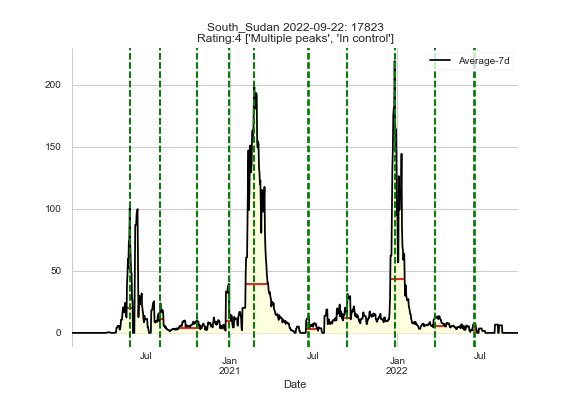 South_Sudan 2022-09-22: 17823
Rating:4 ['Multiple peaks', 'In control']
Average-7d
200
150
100
50
0
Jul
Jan
2021
Jul
Jan
2022
Jul
Date